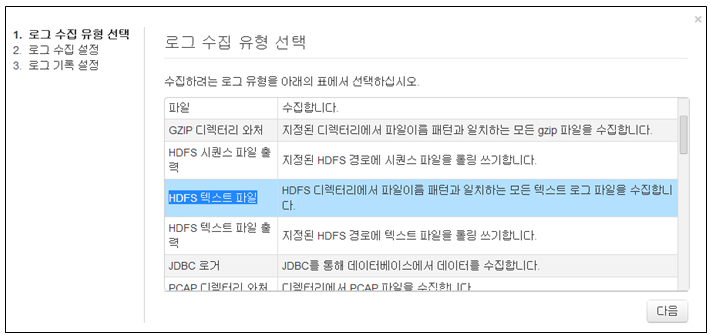 ×
1. 로그 수집 유형 선택
2. 로그 수집 설정
3. 로그 기록 설정
로그 수집 유형 선택
수집하려는 로그 유형을 아래의 표에서 선택하십시오.
파일 수집합니다.
GZIP 디렉터리 와처 지정된 디렉터리에서 파일이름 패턴과 일치하는 모든 gzip 파일을 수집합니다.
HDFS 시퀀스 파일 출
력
지정된 HDFS 경로에 시퀀스 파일을 롤링 쓰기합니다.
HDFS 텍스트 파일
HDFS 디렉터리에서 파일이름 패턴과 일치하는 모든 텍스트 로그 파일을 수집합니
다.
HDFS 텍스트 파일 출
력
지정된 HDFS 경로에 텍스트 파일을 롤링 쓰기합니다.
JDBC 로거 JDBC를 통해 데이터베이스에서 데이터를 수집합니다.
PCAP 디렉터리 와처 디렉터리에서 PCAP 파일을 수집합니다.
다음